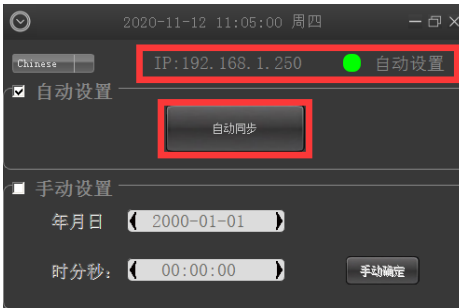 2020-11-12 11:05:00 周四
Chinese IP:192.168.1.250 自动设置
自动设置
自动同步
手动设置
年月日 2000-01-01
时分秒: 00:00:00 手动确定